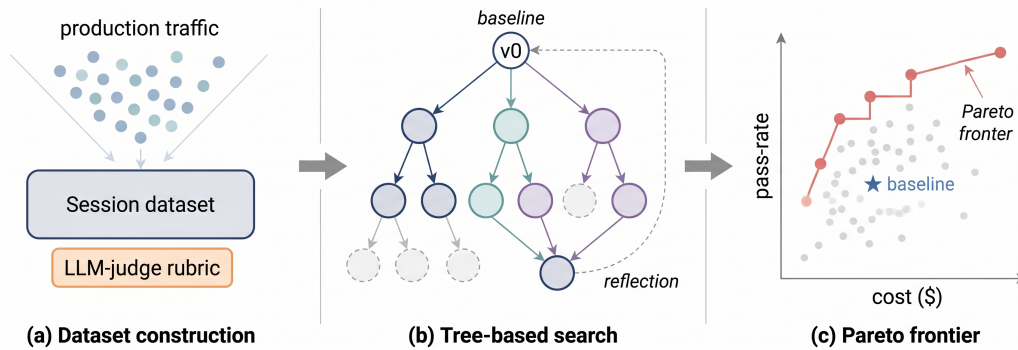 production traffic
Session dataset
LLM-judge rubric
(a) Dataset construction
baseline
v0
reflection
(b) Tree-based search
pass-rate
Pareto
fronter
baseline
cost ($)
(c) Pareto frontier